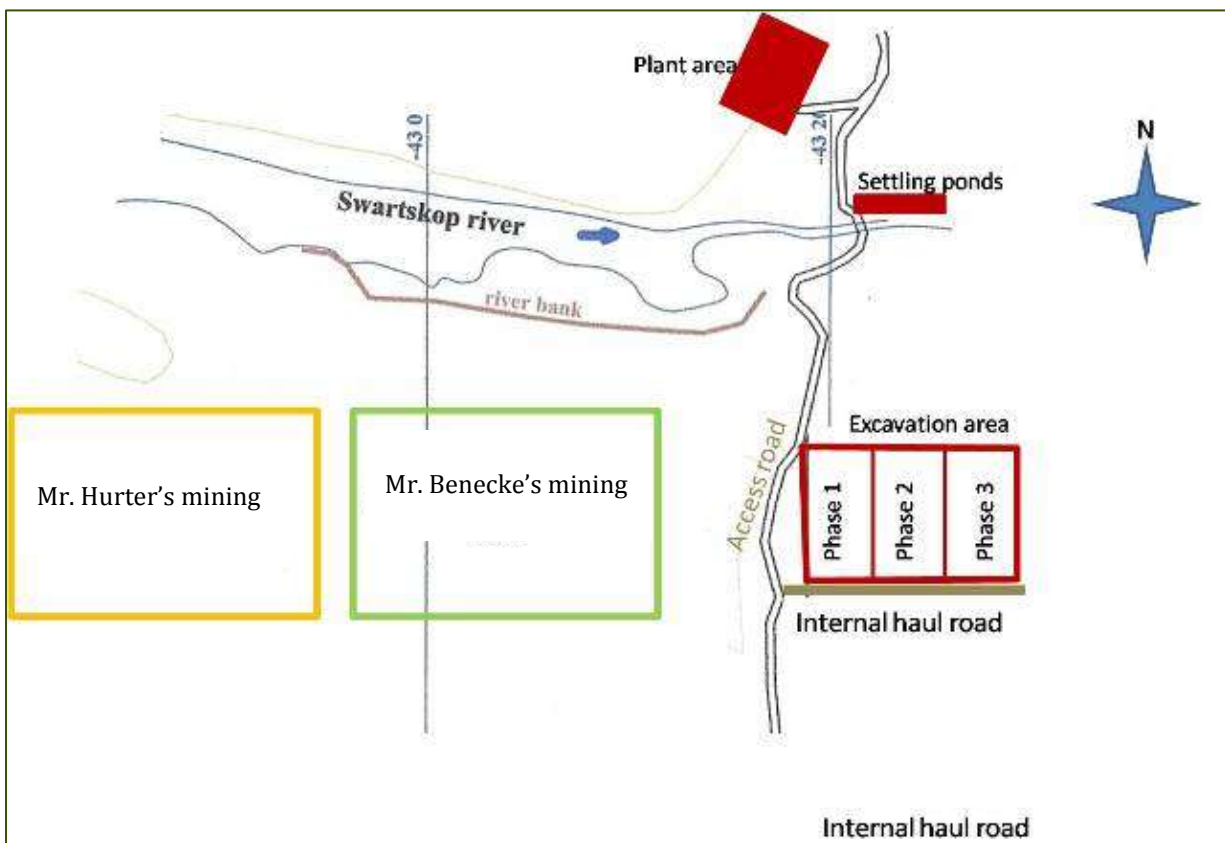 Plant area
N
-43 0
-43 2
Settling ponds
Swartskop river
river bank
Excavation area
Mr. Hurter’s mining
Mr. Benecke’s mining
Access road
Phase 1
Phase 2
Phase 3
Internal haul road
Internal haul road